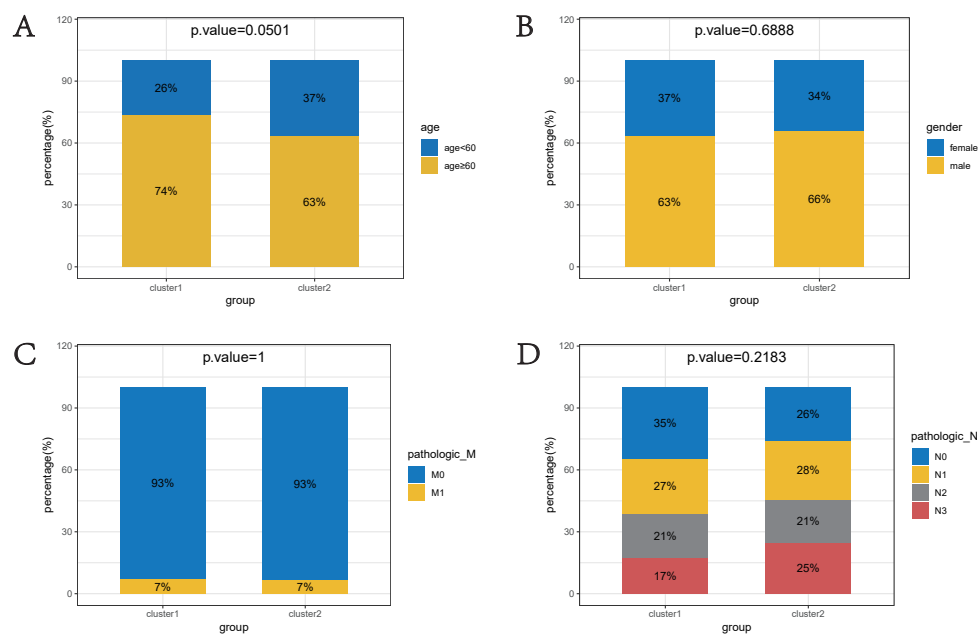 A
p.value=0.0501
120
90
60
30
0
percentage(%)
26%
37%
74%
63%
cluster1
cluster2
group
age
age<60
age≥60
B
p.value=0.6888
120
90
60
30
0
percentage(%)
37%
34%
63%
66%
cluster1
cluster2
group
gender
female
male
C
p.value=1
120
90
60
30
0
percentage(%)
93%
93%
7%
7%
cluster1
cluster2
group
pathologic_M
M0
M1
D
p.value=0.2183
120
90
60
30
0
percentage(%)
35%
26%
27%
28%
21%
21%
17%
25%
cluster1
cluster2
group
pathologic_N
N0
N1
N2
N3